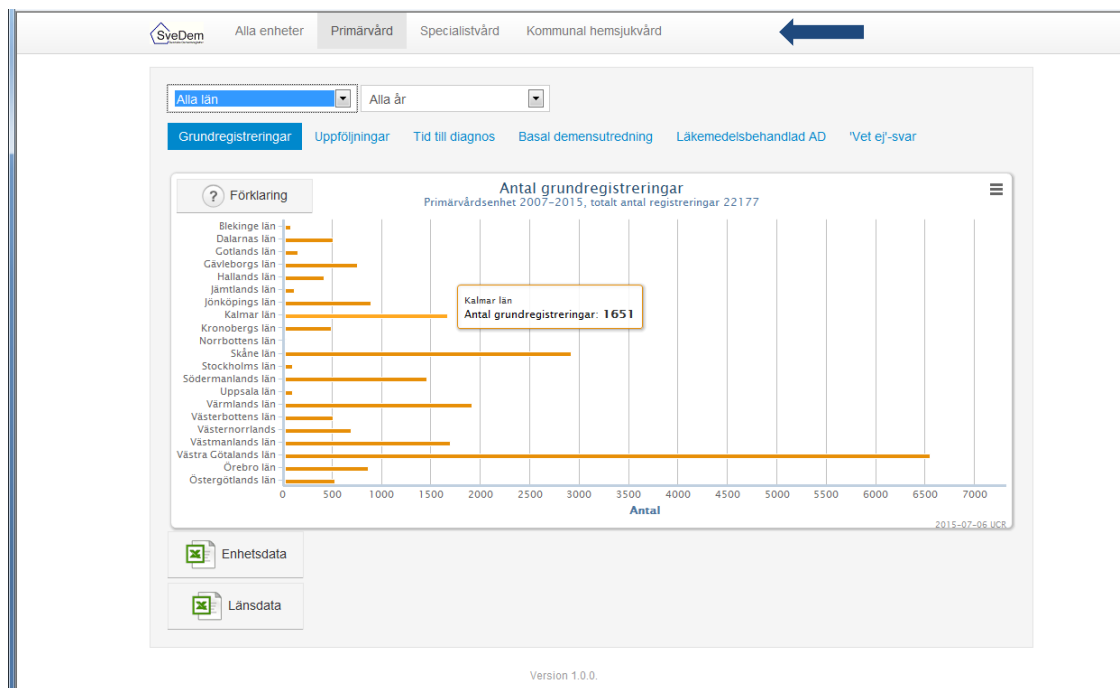 SveDem Alla enheter Primärvård Specialistvård Kommunal hemsjukvård
Alla län Alla år
Grundregistreringar Uppföljningar Tid till diagnos Basal demensutredning Läkemedelsbehandlad AD 'Vet ej'-svar
? Förklaring
Antal grundregistreringar
Primärvårdsenhet 2007-2015, totalt antal registreringar 22177
Blekinge län
Dalarnas län
Gotlands län
Gävleborgs län
Hallands län
Jämtlands län
Jönköpings län
Kalmar län
Kronobergs län
Norrbottens län
Skåne län
Stockholms län
Södermanlands län
Uppsala län
Värmlands län
Västerbottens län
Västernorrlands
Västmanlands län
Västra Götalands län
Örebro län
Östergötlands län
Kalmar län
Antal grundregistreringar: 1651
0 500 1000 1500 2000 2500 3000 3500 4000 4500 5000 5500 6000 6500 7000
Antal
2015-07-06 UCR
Enhetsdata
Länsdata
Version 1.0.0.